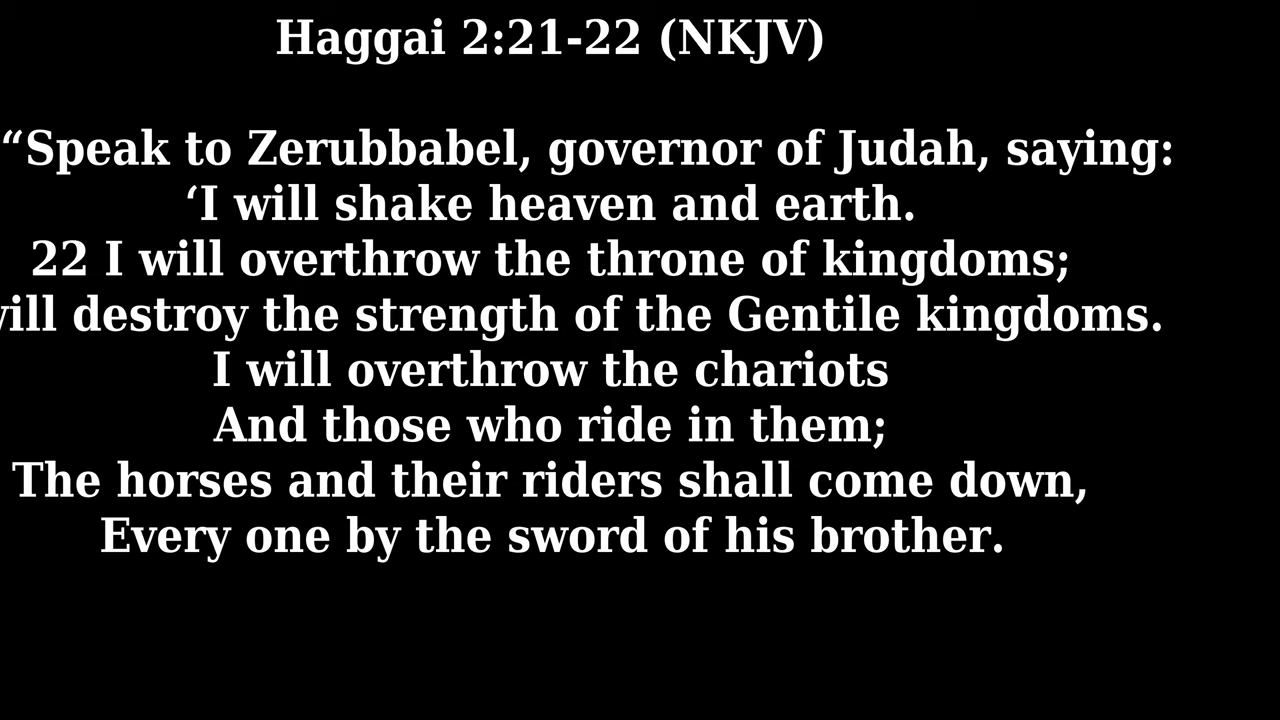 Haggai 2:21-22 (NKJV)
“Speak to Zerubbabel, governor of Judah, saying:
‘I will shake heaven and earth.
22 I will overthrow the throne of kingdoms;
will destroy the strength of the Gentile kingdoms.
I will overthrow the chariots
And those who ride in them;
The horses and their riders shall come down,
Every one by the sword of his brother.